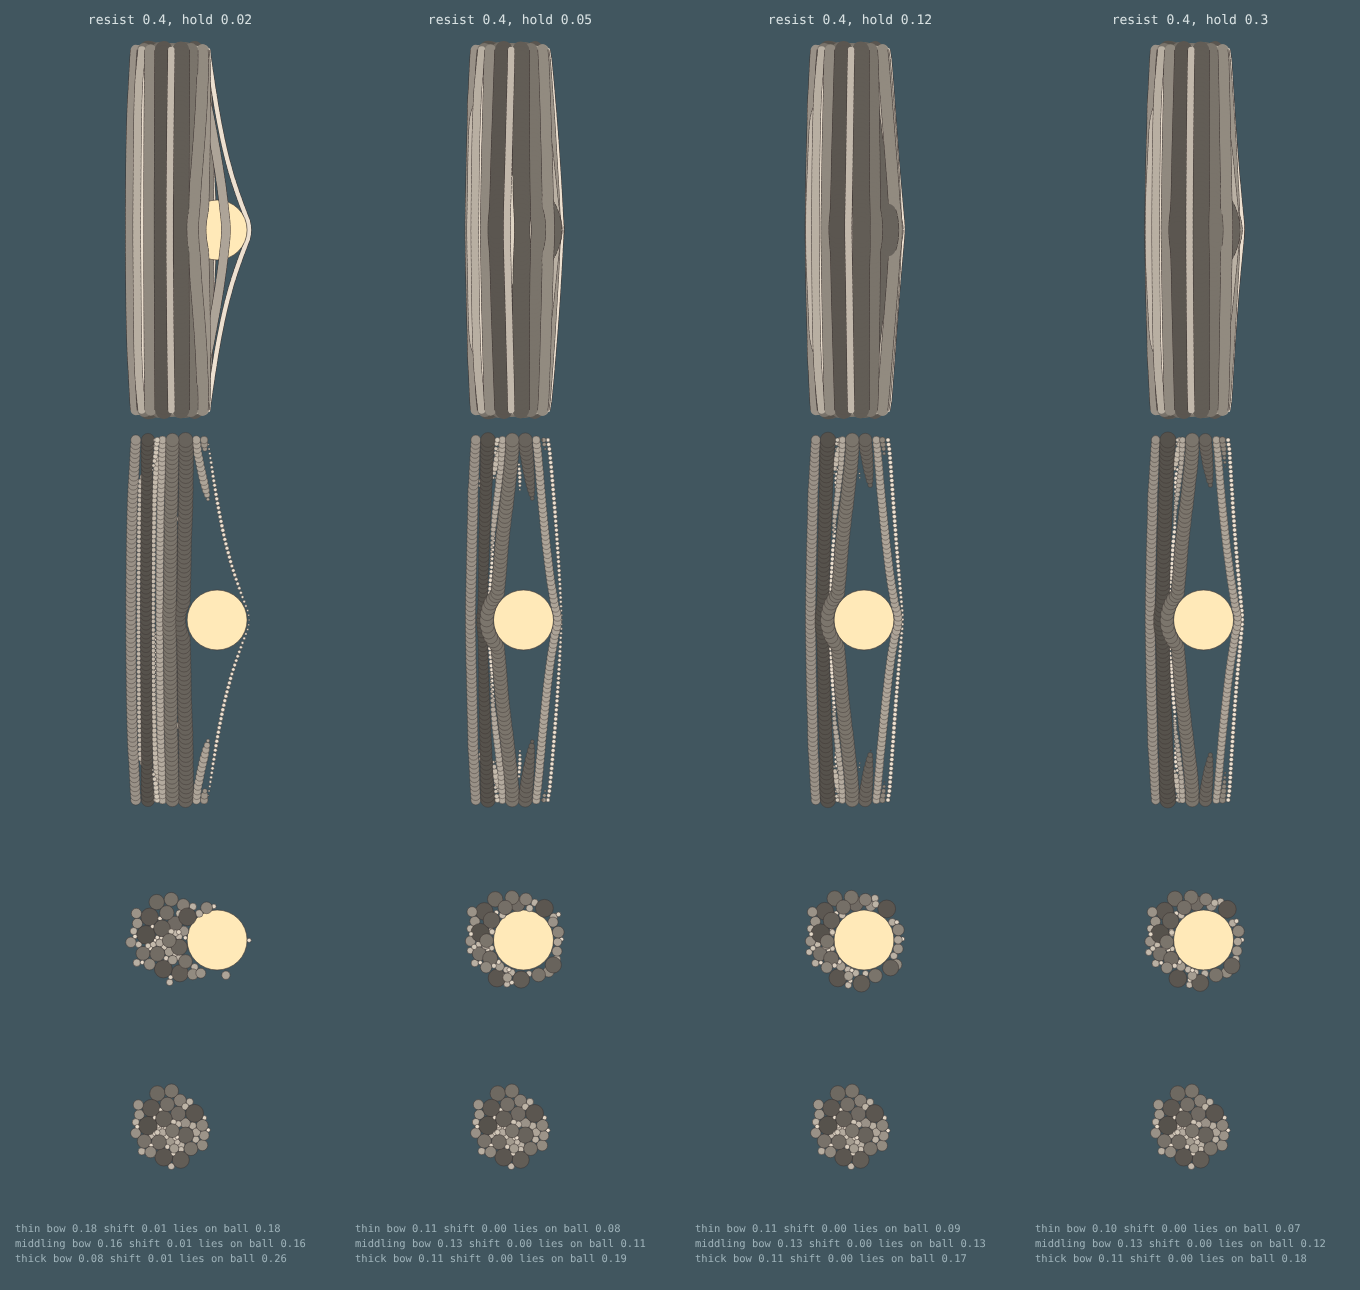 resist 0.4, hold 0.02
resist 0.4, hold 0.05
resist 0.4, hold 0.12
resist 0.4, hold 0.3
thin bow 0.18 shift 0.01 lies on ball 0.18
middling bow 0.16 shift 0.01 lies on ball 0.16
thick bow 0.08 shift 0.01 lies on ball 0.26
thin bow 0.11 shift 0.00 lies on ball 0.08
middling bow 0.13 shift 0.00 lies on ball 0.11
thick bow 0.11 shift 0.00 lies on ball 0.19
thin bow 0.11 shift 0.00 lies on ball 0.09
middling bow 0.13 shift 0.00 lies on ball 0.13
thick bow 0.11 shift 0.00 lies on ball 0.17
thin bow 0.10 shift 0.00 lies on ball 0.07
middling bow 0.13 shift 0.00 lies on ball 0.12
thick bow 0.11 shift 0.00 lies on ball 0.18